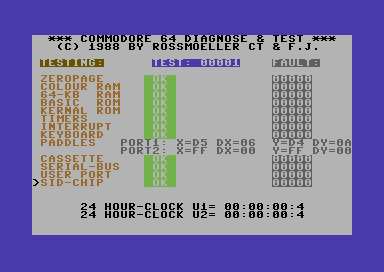 *** COMMODORE 64 DIAGNOSE & TEST ***
(C) 1988 BY ROSSMOELLER CT & F.J.
TESTING: TEST: 00001 FAULT:
ZEROPAGE OK 00000
COLOUR RAM OK 00000
64-KB RAM OK 00000
BASIC ROM OK 00000
KERNAL ROM OK 00000
TIMERS OK 00000
INTERRUPT OK 00000
KEYBOARD OK 00000
PADDLES PORT1: X=D5 DX=06 Y=D4 DY=0A
PORT2: X=FF DX=00 Y=FF DY=00
CASSETTE OK 00000
SERIAL-BUS OK 00000
USER PORT OK 00000
>SID-CHIP OK 00000
24 HOUR-CLOCK U1= 00:00:00:4
24 HOUR-CLOCK U2= 00:00:00:4